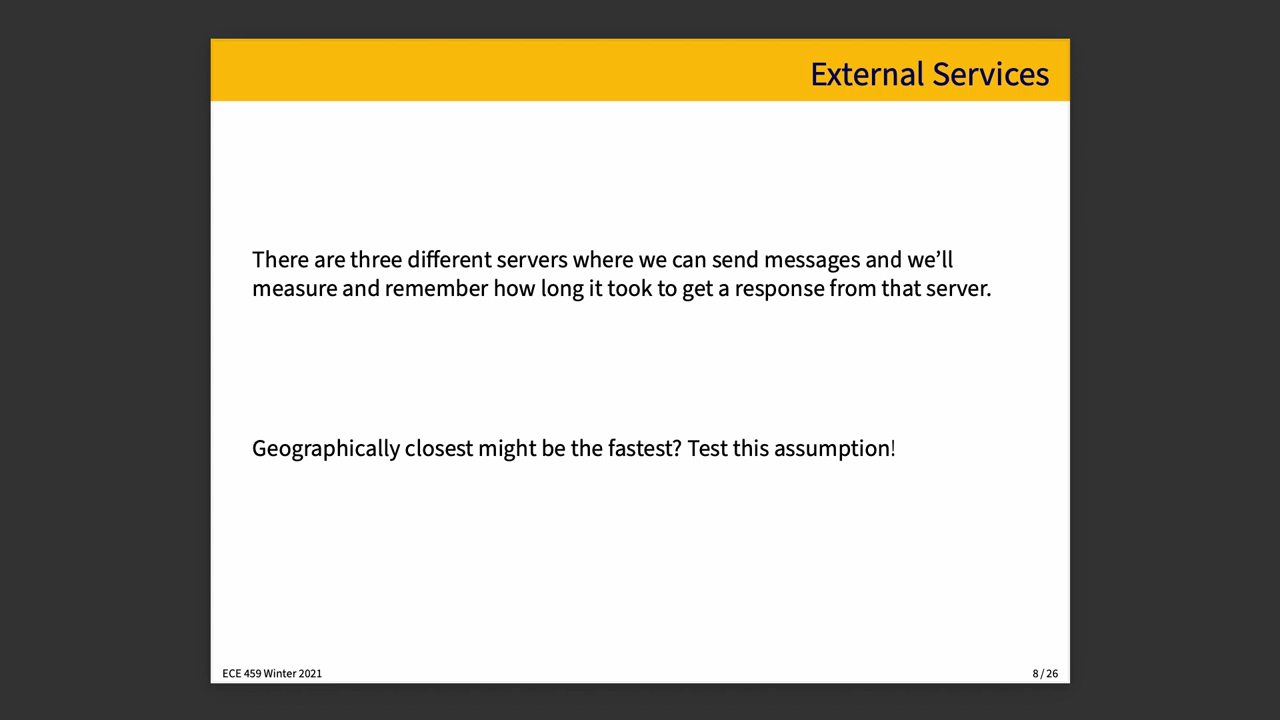 External Services
There are three different servers where we can send messages and we’ll
measure and remember how long it took to get a response from that server.
Geographically closest might be the fastest? Test this assumption!
ECE 459 Winter 2021
8 / 26